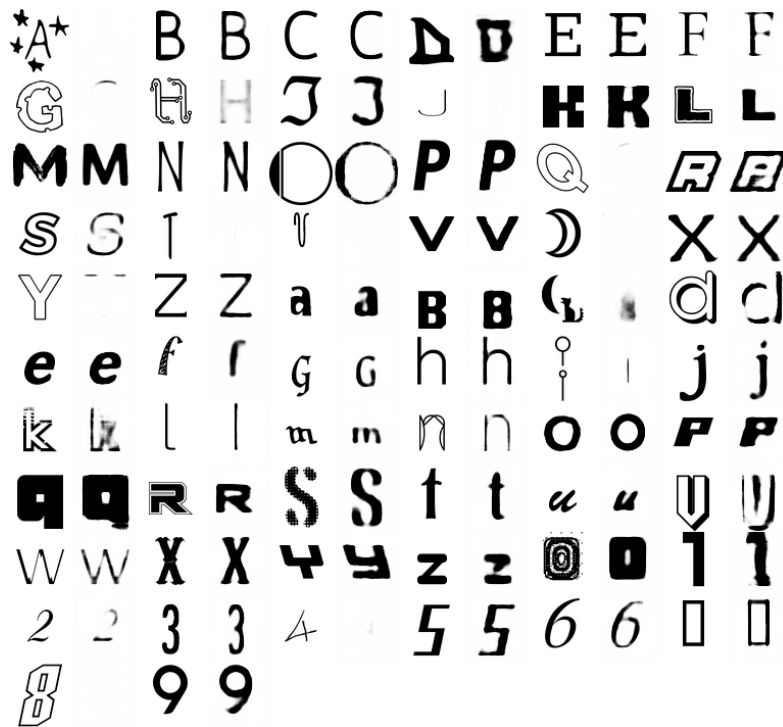 A B B C C D D E E F F
G H H I I J K K L L
M M N N O O P P Q R R
S S T U V V X X
Y Z Z a a B B d d
e e f f G G h h i i j j
k k l l m m n n o o P P
q q R R S S t t u u V V
W W X X Y y z z 0 0 1 1
2 2 3 3 4 5 5 6 6
8 9 9